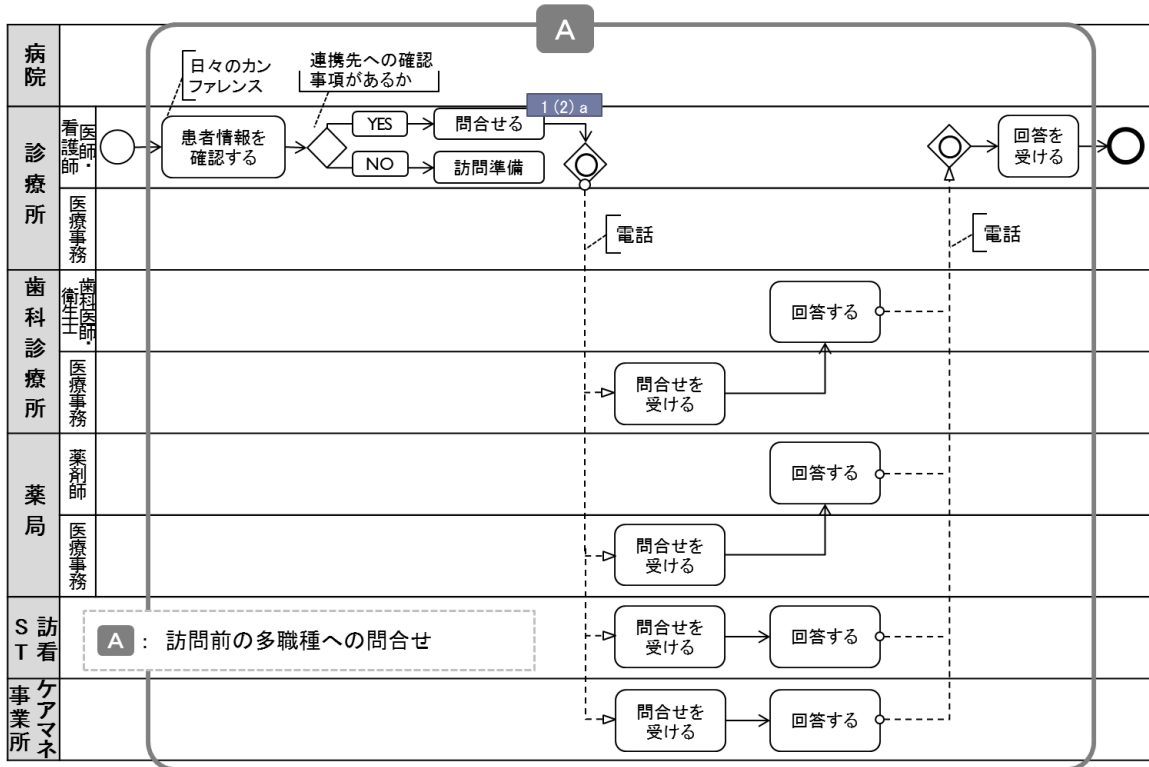 A
病院
日々のカン
ファレンス
連携先への確認
事項があるか
1 (2) a
診療所
医師・
看護師
患者情報を
確認する
YES
問合せる
NO
訪問準備
回答を
受ける
医療事務
電話
電話
歯科診療所
歯科医師・
衛生士
回答する
医療事務
問合せを
受ける
薬局
薬剤師
回答する
医療事務
問合せを
受ける
訪看
ST
A : 訪問前の多職種への問合せ
問合せを
受ける
回答する
ケアマネ
事業所
問合せを
受ける
回答する